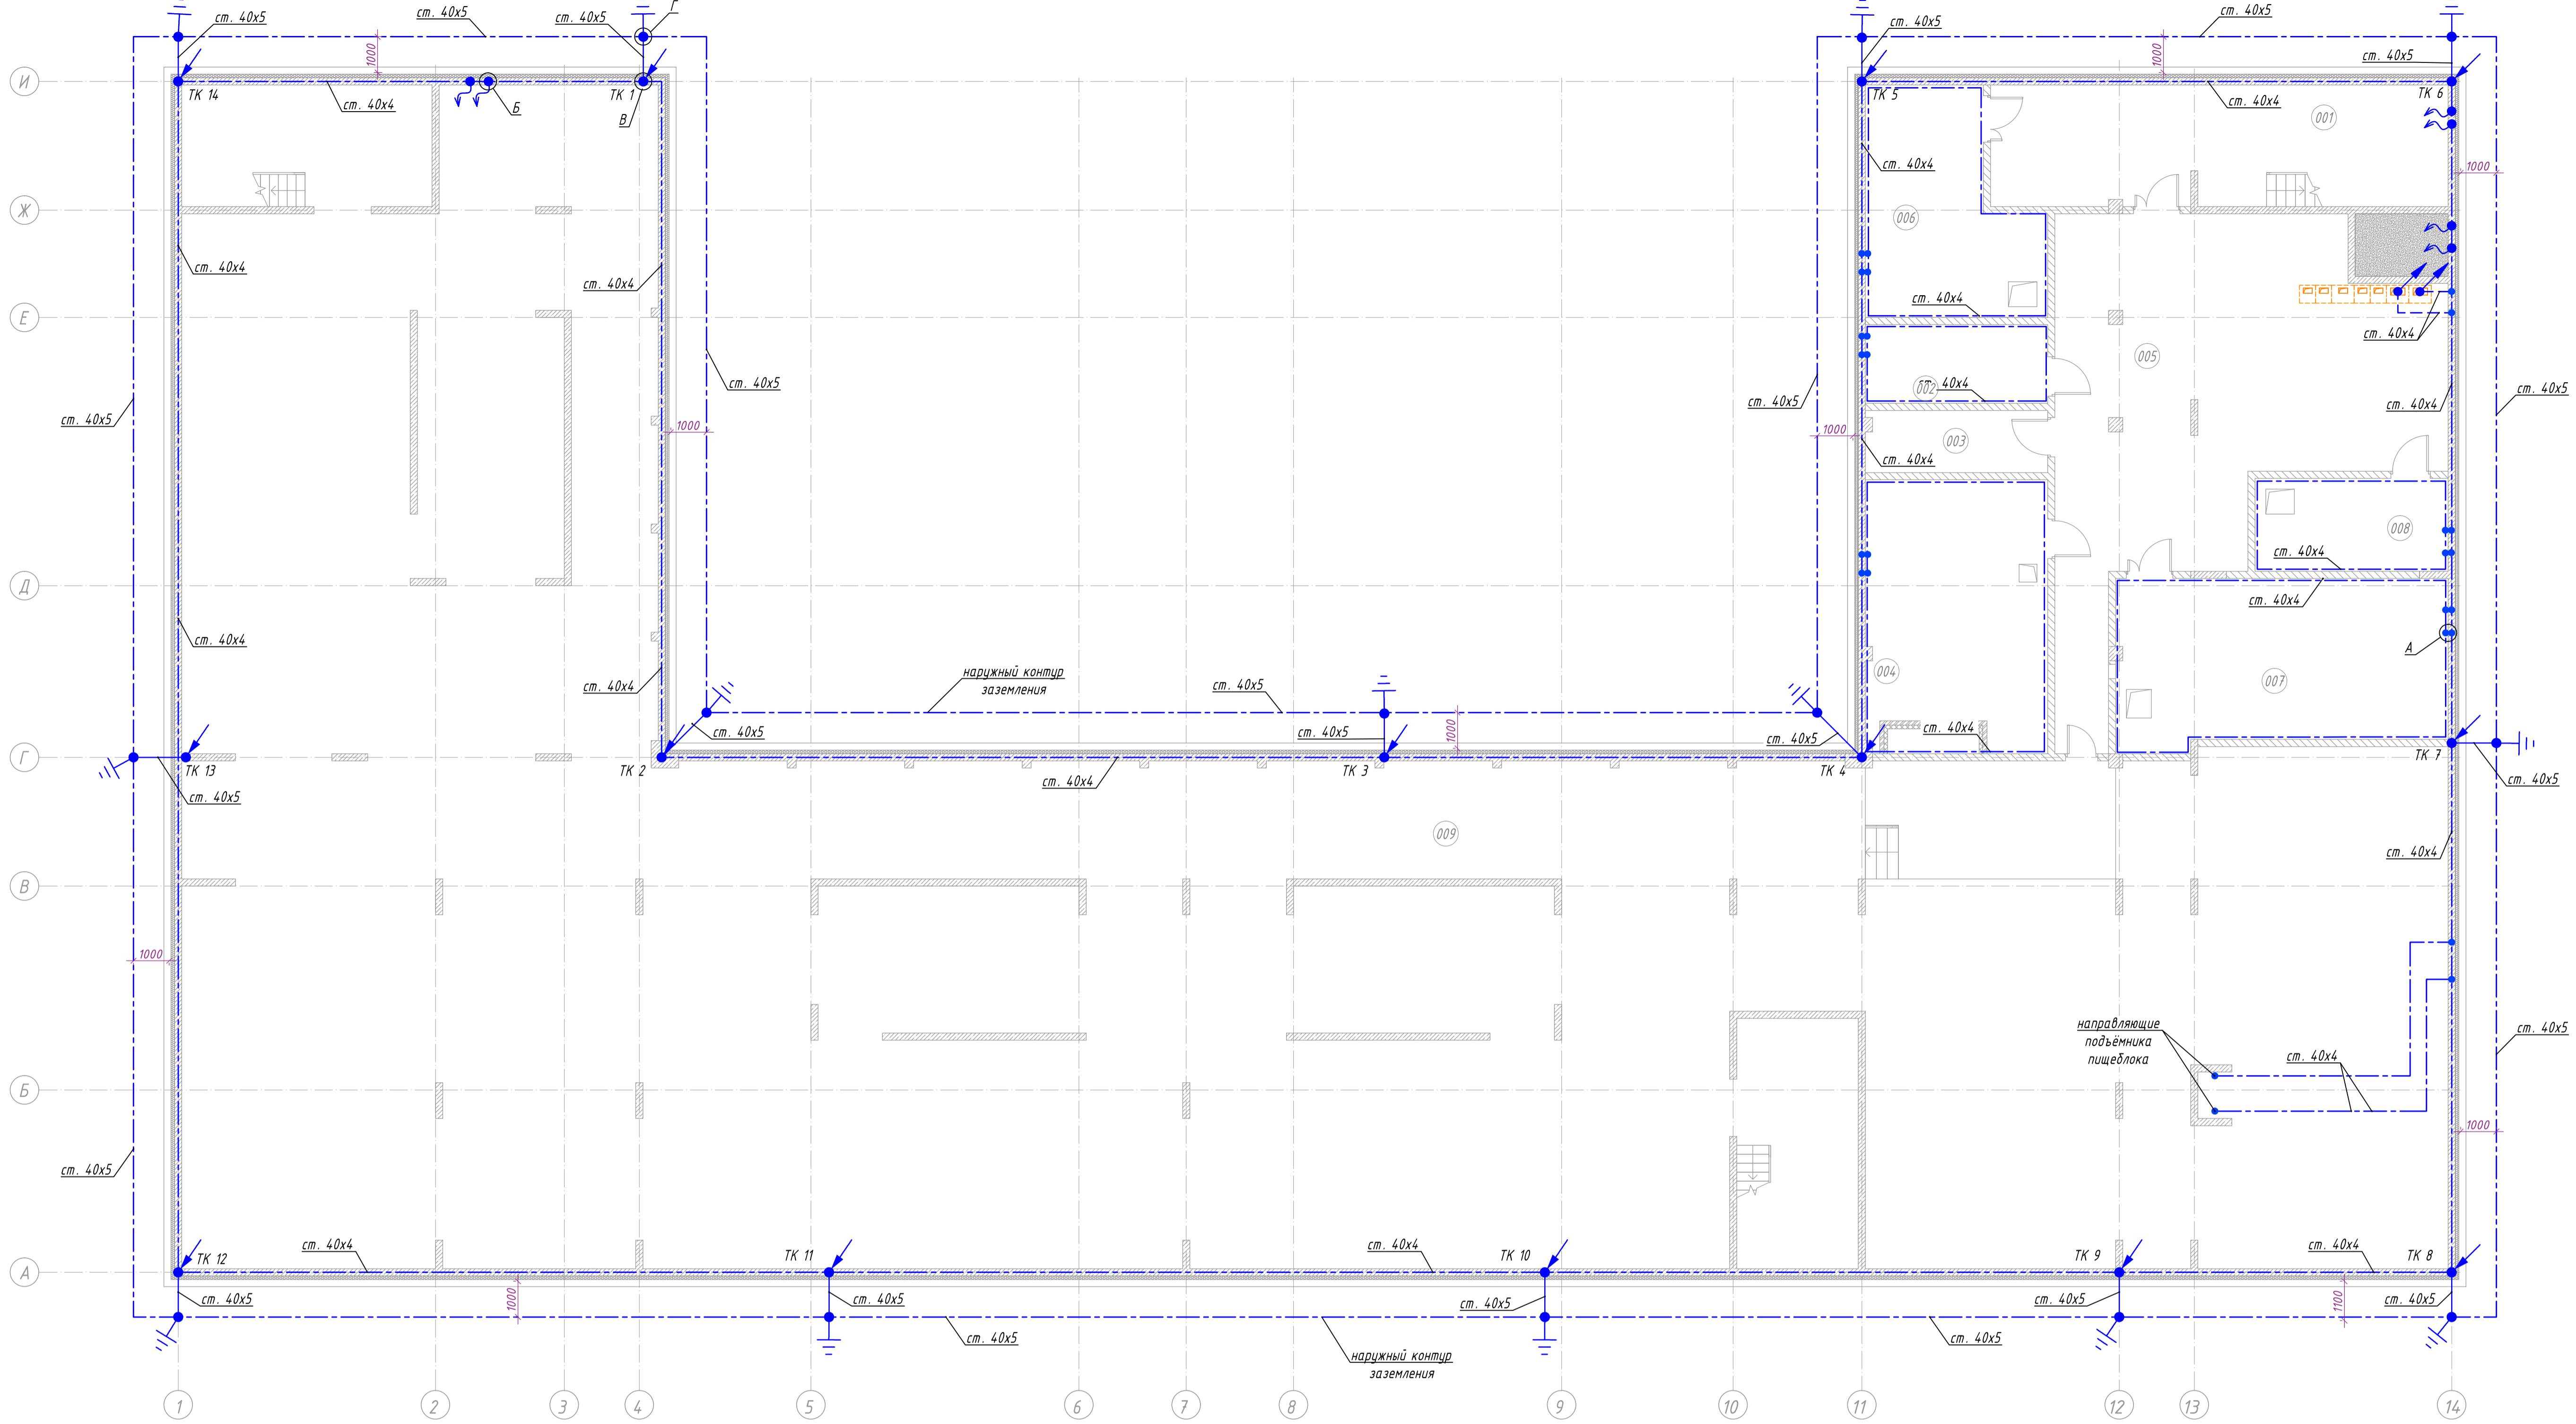 ст. 40х5
ст. 40х5
ст. 40х5
Г
ст. 40х5
ст. 40х5
1000
1000
ст. 40х5
И
ТК 14
ст. 40х4
Б
ТК 1
В
ТК 5
ст. 40х4
ТК 6
001
ст. 40х4
1000
Ж
006
ст. 40х4
ст. 40х4
ст. 40х4
Е
ст. 40х4
005
ст. 40х5
002
ст. 40х4
ст. 40х5
ст. 40х5
ст. 40х4
ст. 40х5
1000
1000
003
ст. 40х4
008
ст. 40х4
Д
ст. 40х4
ст. 40х4
А
наружный контур
заземления
ст. 40х4
ст. 40х5
004
007
ст. 40х5
1000
ст. 40х5
ст. 40х5
ст. 40х4
Г
ТК 13
ТК 2
ТК 3
ТК 4
ТК 7
ст. 40х5
ст. 40х4
ст. 40х5
009
ст. 40х4
В
1000
направляющие
подъёмника
пищеблока
ст. 40х4
ст. 40х5
Б
1000
ст. 40х5
ст. 40х4
ст. 40х4
ст. 40х4
А
ТК 12
ТК 11
ТК 10
ТК 9
ТК 8
ст. 40х5
1000
ст. 40х5
ст. 40х5
ст. 40х5
1100
ст. 40х5
ст. 40х5
ст. 40х5
наружный контур
заземления
1
2
3
4
5
6
7
8
9
10
11
12
13
14